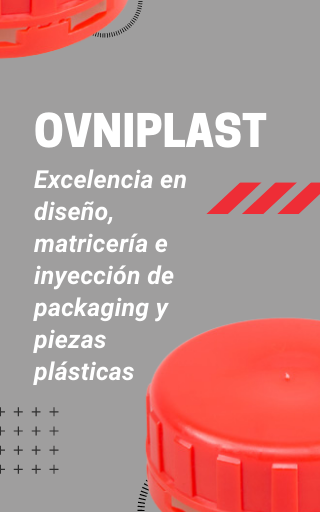 OVNIPLAST
Excelencia en
diseño,
matricería e
inyección de
packaging y
piezas
plásticas